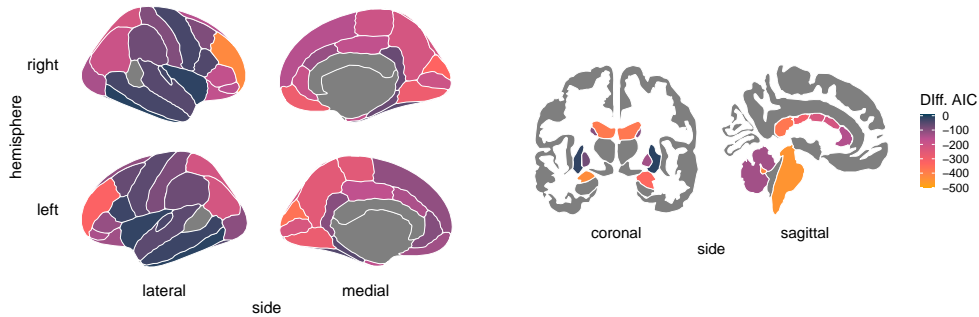 hemisphere
right
left
lateral
medial
side
coronal
sagittal
side
DIff. AIC
0
−100
−200
−300
−400
−500